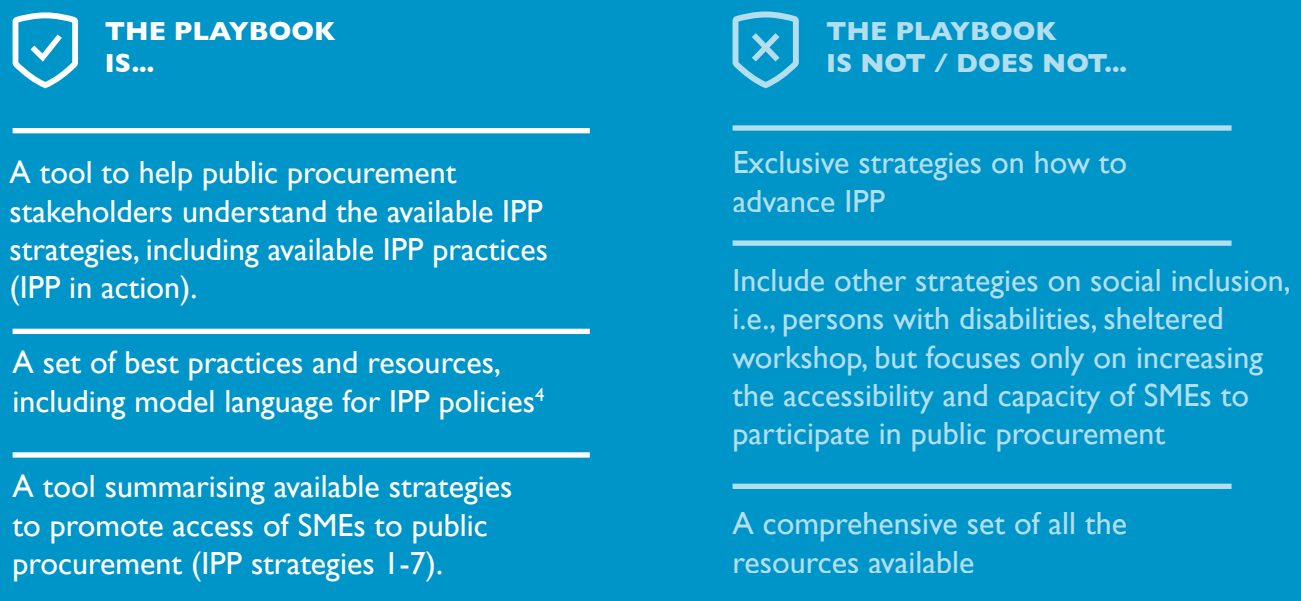 THE PLAYBOOK
IS...
A tool to help public procurement
stakeholders understand the available IPP
strategies, including available IPP practices
(IPP in action).
A set of best practices and resources,
including model language for IPP policies⁴
A tool summarising available strategies
to promote access of SMEs to public
procurement (IPP strategies 1-7).
THE PLAYBOOK
IS NOT / DOES NOT...
Exclusive strategies on how to
advance IPP
Include other strategies on social inclusion,
i.e., persons with disabilities, sheltered
workshop, but focuses only on increasing
the accessibility and capacity of SMEs to
participate in public procurement
A comprehensive set of all the
resources available